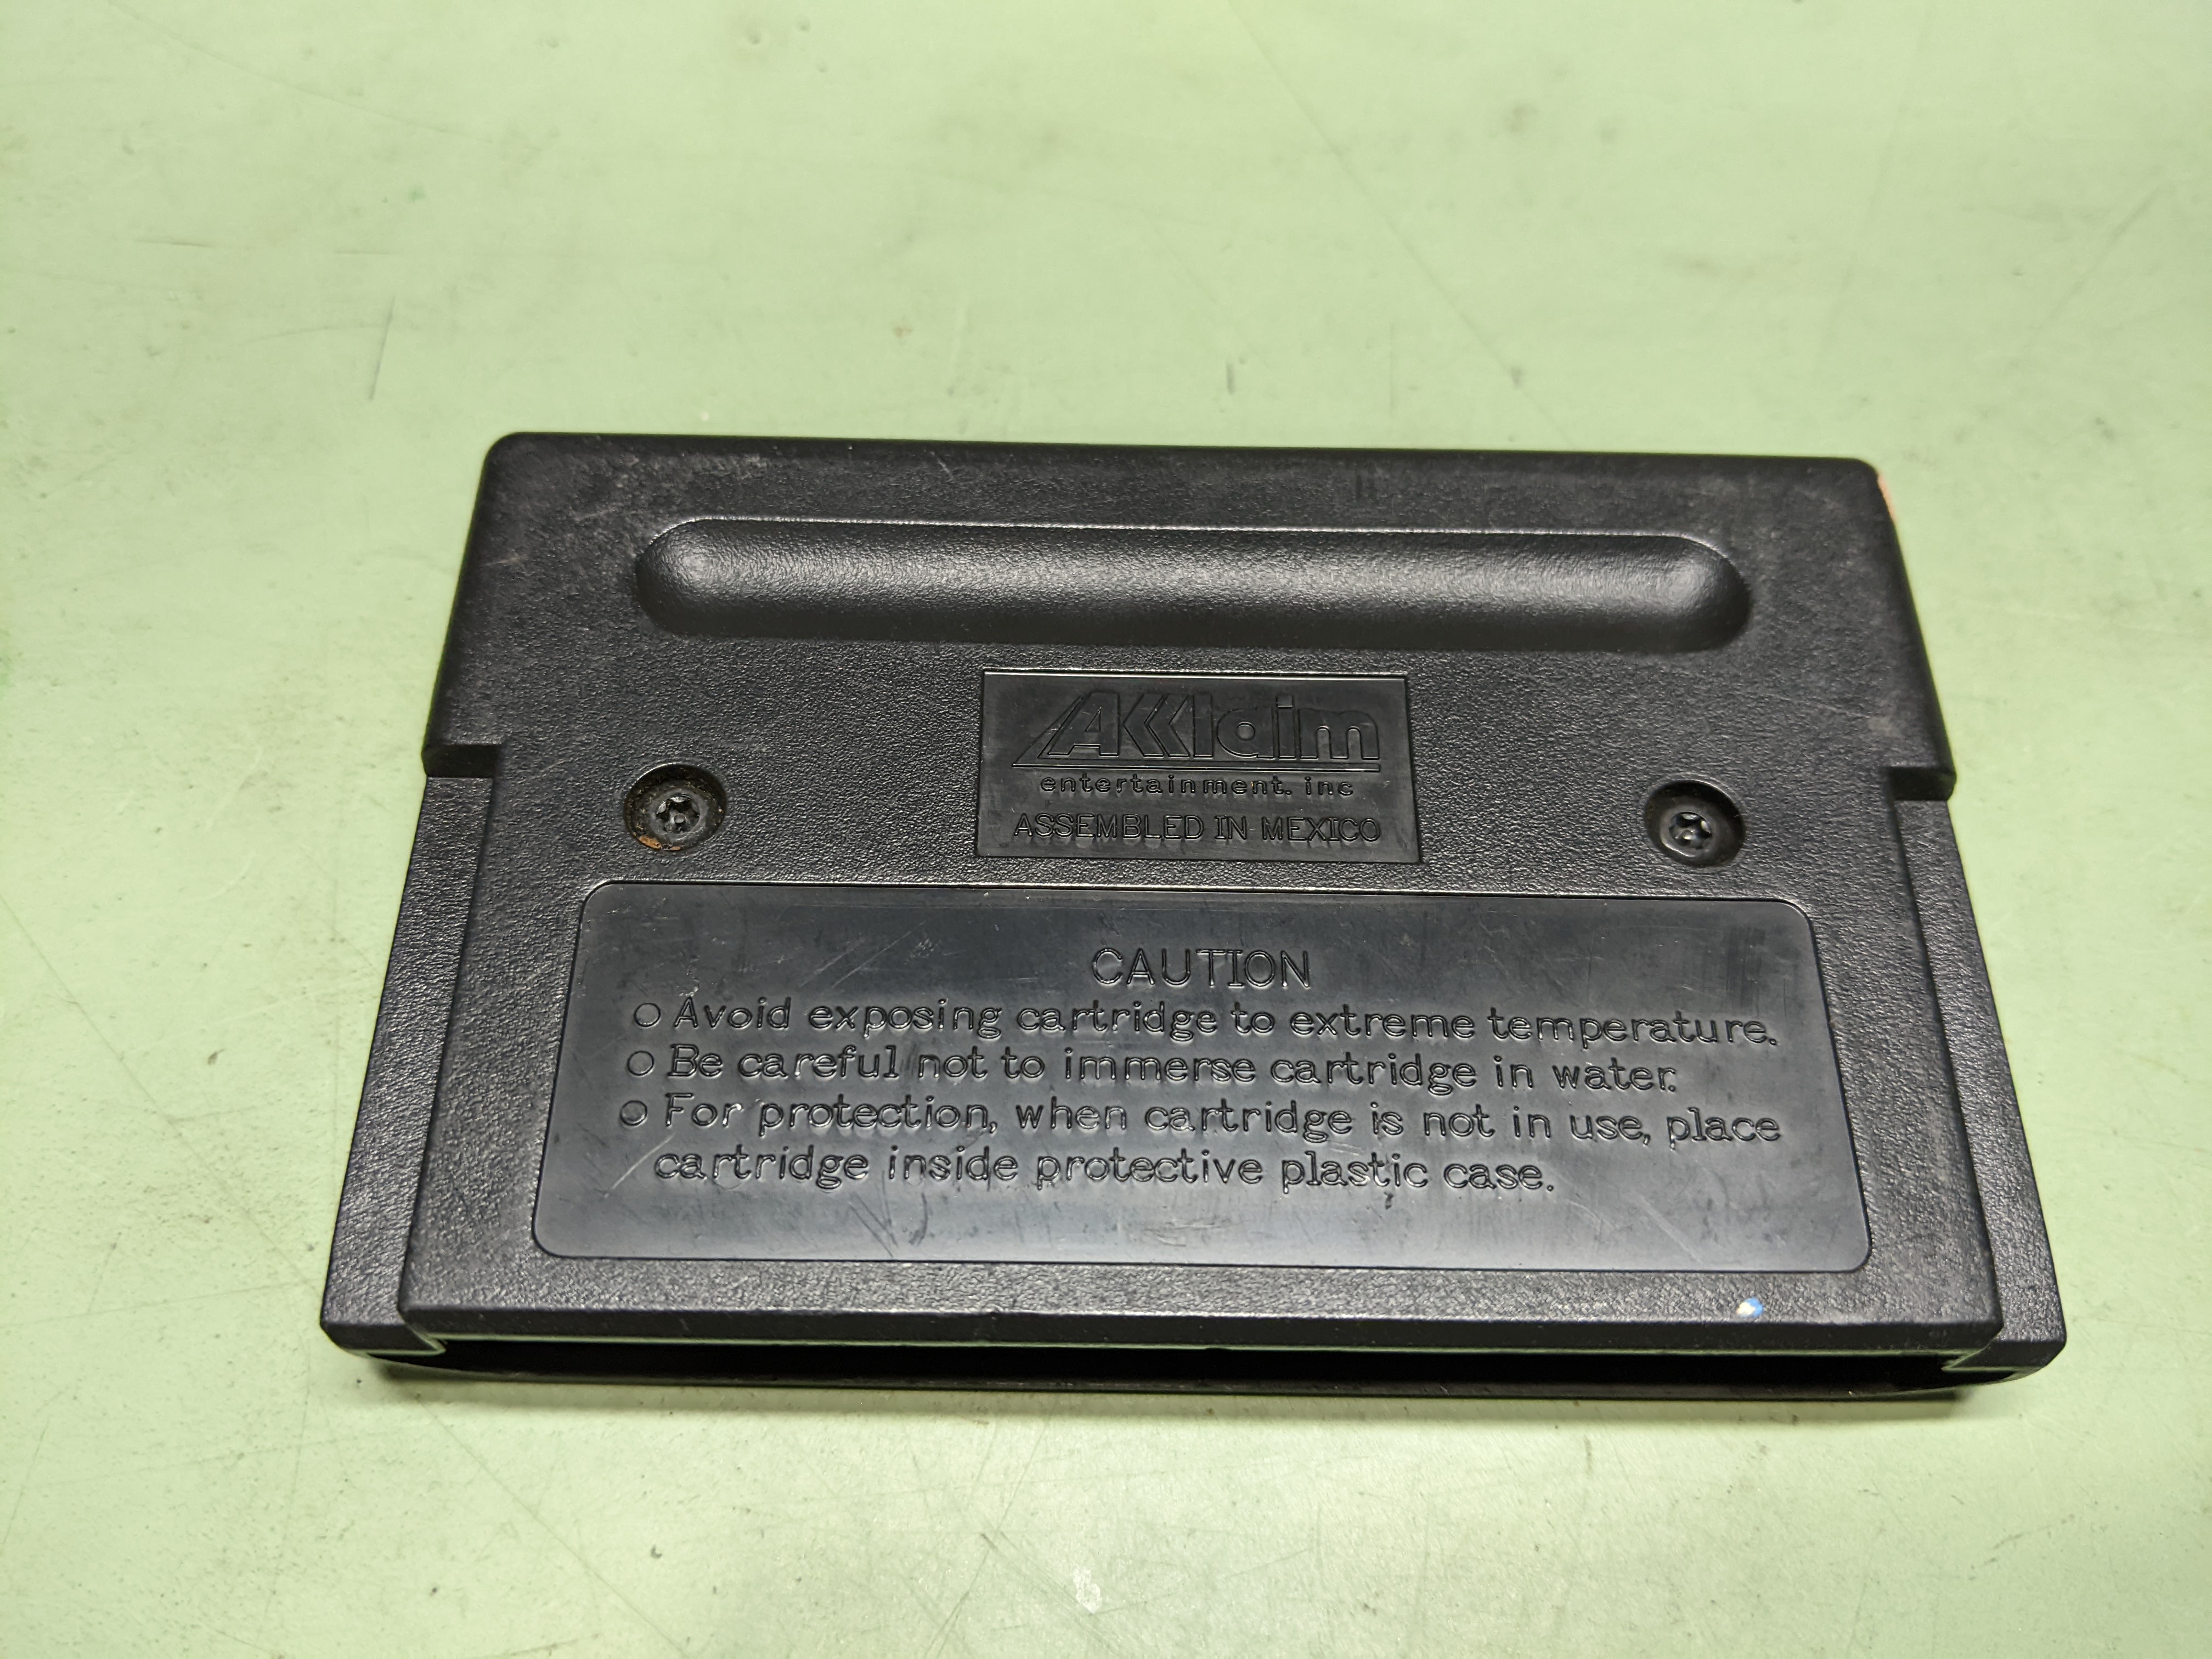 AKKlaim
entertainment. inc
ASSEMBLED IN MEXICO
CAUTION
○ Avoid exposing cartridge to extreme temperature.
○ Be careful not to immerse cartridge in water.
○ For protection, when cartridge is not in use, place
cartridge inside protective plastic case.